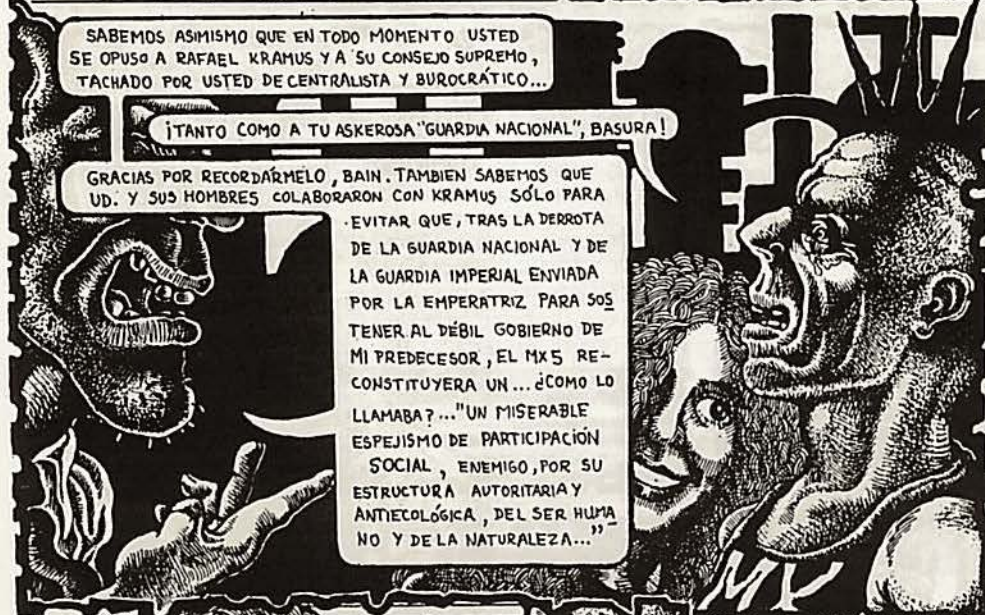 SABEMOS ASIMISMO QUE EN TODO MOMENTO USTED
SE OPUSO A RAFAEL KRAMUS Y A SU CONSEJO SUPREMO,
TACHADO POR USTED DE CENTRALISTA Y BUROCRÁTICO...
¡TANTO COMO A TU ASKEROSA "GUARDIA NACIONAL", BASURA!
GRACIAS POR RECORDÁRMELO, BAIN. TAMBIEN SABEMOS QUE
UD. Y SUS HOMBRES COLABORARON CON KRAMUS SÓLO PARA
EVITAR QUE, TRAS LA DERROTA
DE LA GUARDIA NACIONAL Y DE
LA GUARDIA IMPERIAL ENVIADA
POR LA EMPERATRIZ PARA SOS
TENER AL DÉBIL GOBIERNO DE
MI PREDECESOR, EL MX5 RE-
CONSTITUYERA UN... ¿COMO LO
LLAMABA?..."UN MISERABLE
ESPEJISMO DE PARTICIPACIÓN
SOCIAL, ENEMIGO, POR SU
ESTRUCTURA AUTORITARIA Y
ANTIECOLÓGICA, DEL SER HUMA
NO Y DE LA NATURALEZA..."